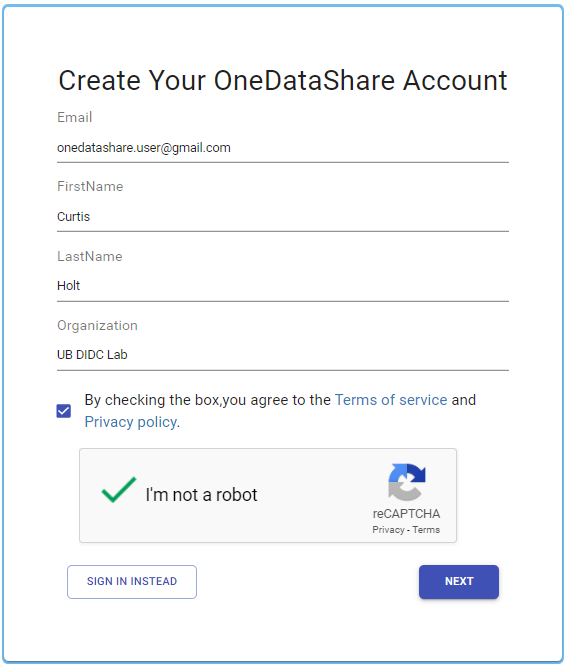 Create Your OneDataShare Account
Email
onedatashare.user@gmail.com
FirstName
Curtis
LastName
Holt
Organization
UB DIDC Lab
By checking the box,you agree to the Terms of service and
Privacy policy.
I'm not a robot
reCAPTCHA
Privacy - Terms
SIGN IN INSTEAD
NEXT